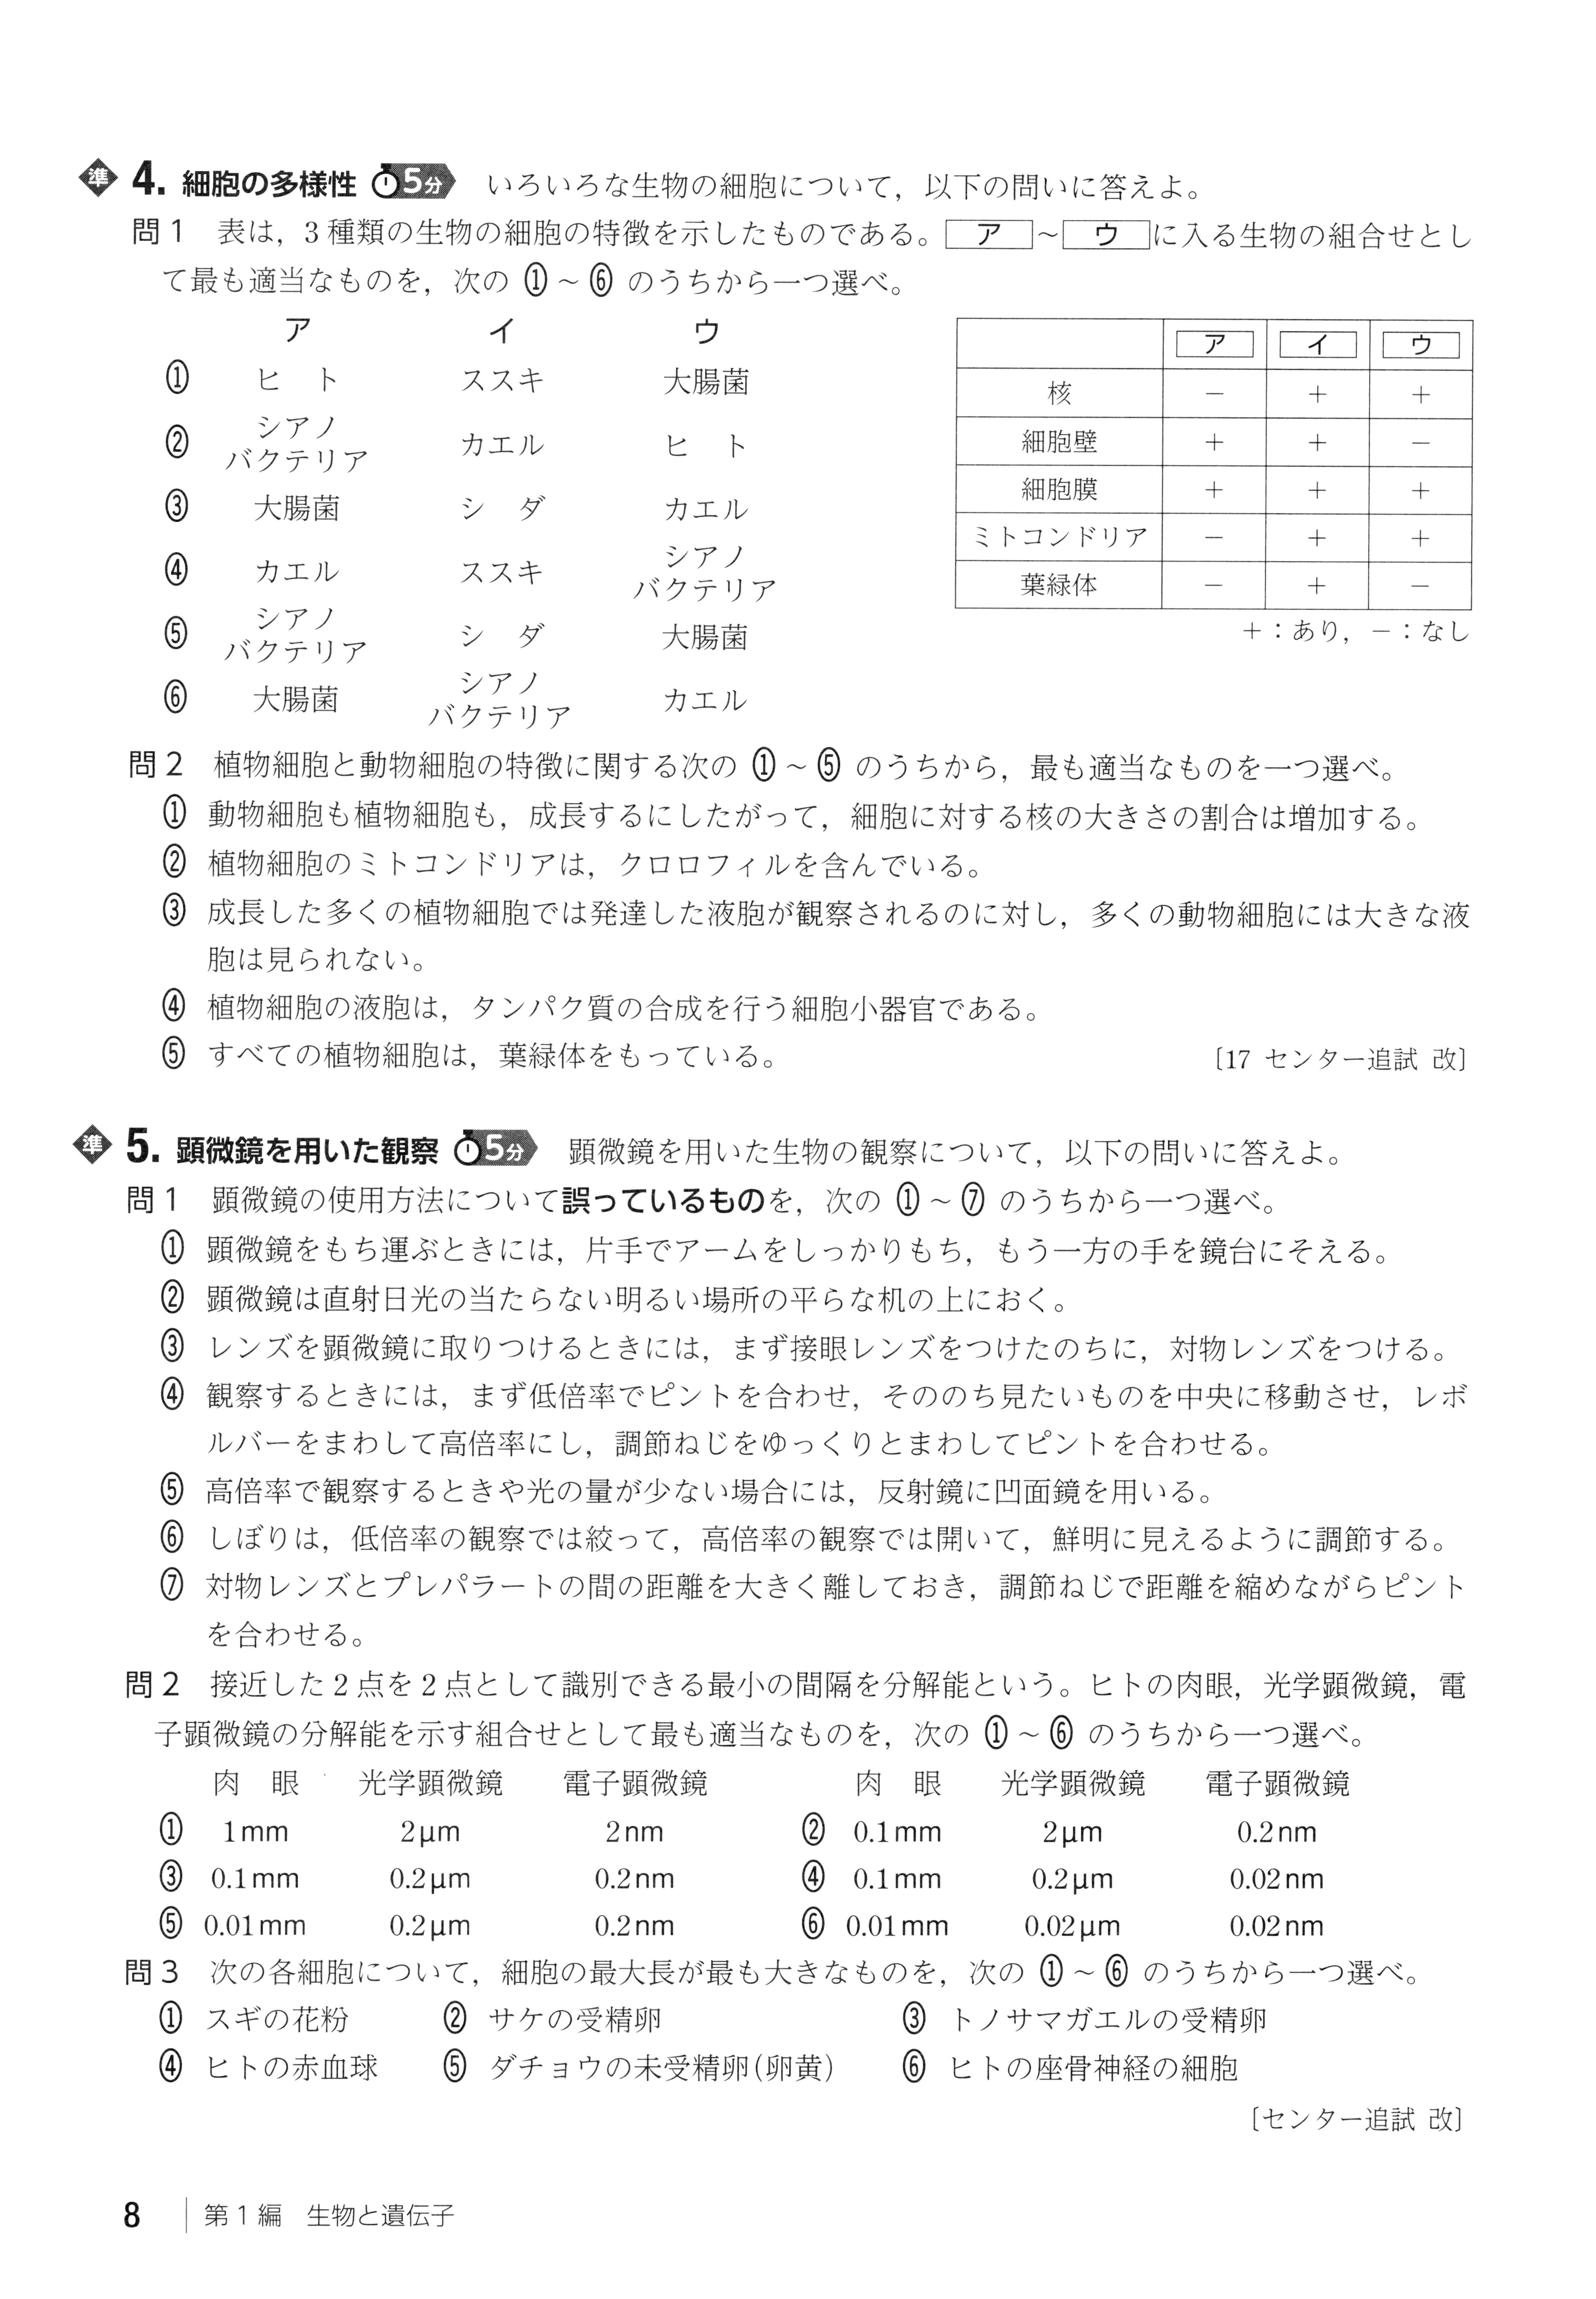 準 4. 細胞の多様性 5分 いろいろな生物の細胞について，以下の問いに答えよ。
問1 表は，3種類の生物の細胞の特徴を示したものである。 ア ～ ウ に入る生物の組合せとし
て最も適当なものを，次の ① ～ ⑥ のうちから一つ選べ。
ア イ ウ
① ヒ ト ススキ 大腸菌
② シアノバクテリア カエル ヒ ト
③ 大腸菌 シ ダ カエル
④ カエル ススキ シアノバクテリア
⑤ シアノバクテリア シ ダ 大腸菌
⑥ 大腸菌 シアノバクテリア カエル
ア イ ウ
核 － ＋ ＋
細胞壁 ＋ ＋ －
細胞膜 ＋ ＋ ＋
ミトコンドリア － ＋ ＋
葉緑体 － ＋ －
＋：あり，－：なし
問2 植物細胞と動物細胞の特徴に関する次の ① ～ ⑤ のうちから，最も適当なものを一つ選べ。
① 動物細胞も植物細胞も，成長するにしたがって，細胞に対する核の大きさの割合は増加する。
② 植物細胞のミトコンドリアは，クロロフィルを含んでいる。
③ 成長した多くの植物細胞では発達した液胞が観察されるのに対し，多くの動物細胞には大きな液
胞は見られない。
④ 植物細胞の液胞は，タンパク質の合成を行う細胞小器官である。
⑤ すべての植物細胞は，葉緑体をもっている。 〔17 センター追試 改〕
準 5. 顕微鏡を用いた観察 5分 顕微鏡を用いた生物の観察について，以下の問いに答えよ。
問1 顕微鏡の使用方法について誤っているものを，次の ① ～ ⑦ のうちから一つ選べ。
① 顕微鏡をもち運ぶときには，片手でアームをしっかりもち，もう一方の手を鏡台にそえる。
② 顕微鏡は直射日光の当たらない明るい場所の平らな机の上におく。
③ レンズを顕微鏡に取りつけるときには，まず接眼レンズをつけたのちに，対物レンズをつける。
④ 観察するときには，まず低倍率でピントを合わせ，そののち見たいものを中央に移動させ，レボ
ルバーをまわして高倍率にし，調節ねじをゆっくりとまわしてピントを合わせる。
⑤ 高倍率で観察するときや光の量が少ない場合には，反射鏡に凹面鏡を用いる。
⑥ しぼりは，低倍率の観察では絞って，高倍率の観察では開いて，鮮明に見えるように調節する。
⑦ 対物レンズとプレパラートの間の距離を大きく離しておき，調節ねじで距離を縮めながらピント
を合わせる。
問2 接近した2点を2点として識別できる最小の間隔を分解能という。ヒトの肉眼，光学顕微鏡，電
子顕微鏡の分解能を示す組合せとして最も適当なものを，次の ① ～ ⑥ のうちから一つ選べ。
肉 眼 光学顕微鏡 電子顕微鏡 肉 眼 光学顕微鏡 電子顕微鏡
① 1mm 2μm 2nm ② 0.1mm 2μm 0.2nm
③ 0.1mm 0.2μm 0.2nm ④ 0.1mm 0.2μm 0.02nm
⑤ 0.01mm 0.2μm 0.2nm ⑥ 0.01mm 0.02μm 0.02nm
問3 次の各細胞について，細胞の最大長が最も大きなものを，次の ① ～ ⑥ のうちから一つ選べ。
① スギの花粉 ② サケの受精卵 ③ トノサマガエルの受精卵
④ ヒトの赤血球 ⑤ ダチョウの未受精卵(卵黄) ⑥ ヒトの座骨神経の細胞
〔センター追試 改〕
8 第1編 生物と遺伝子